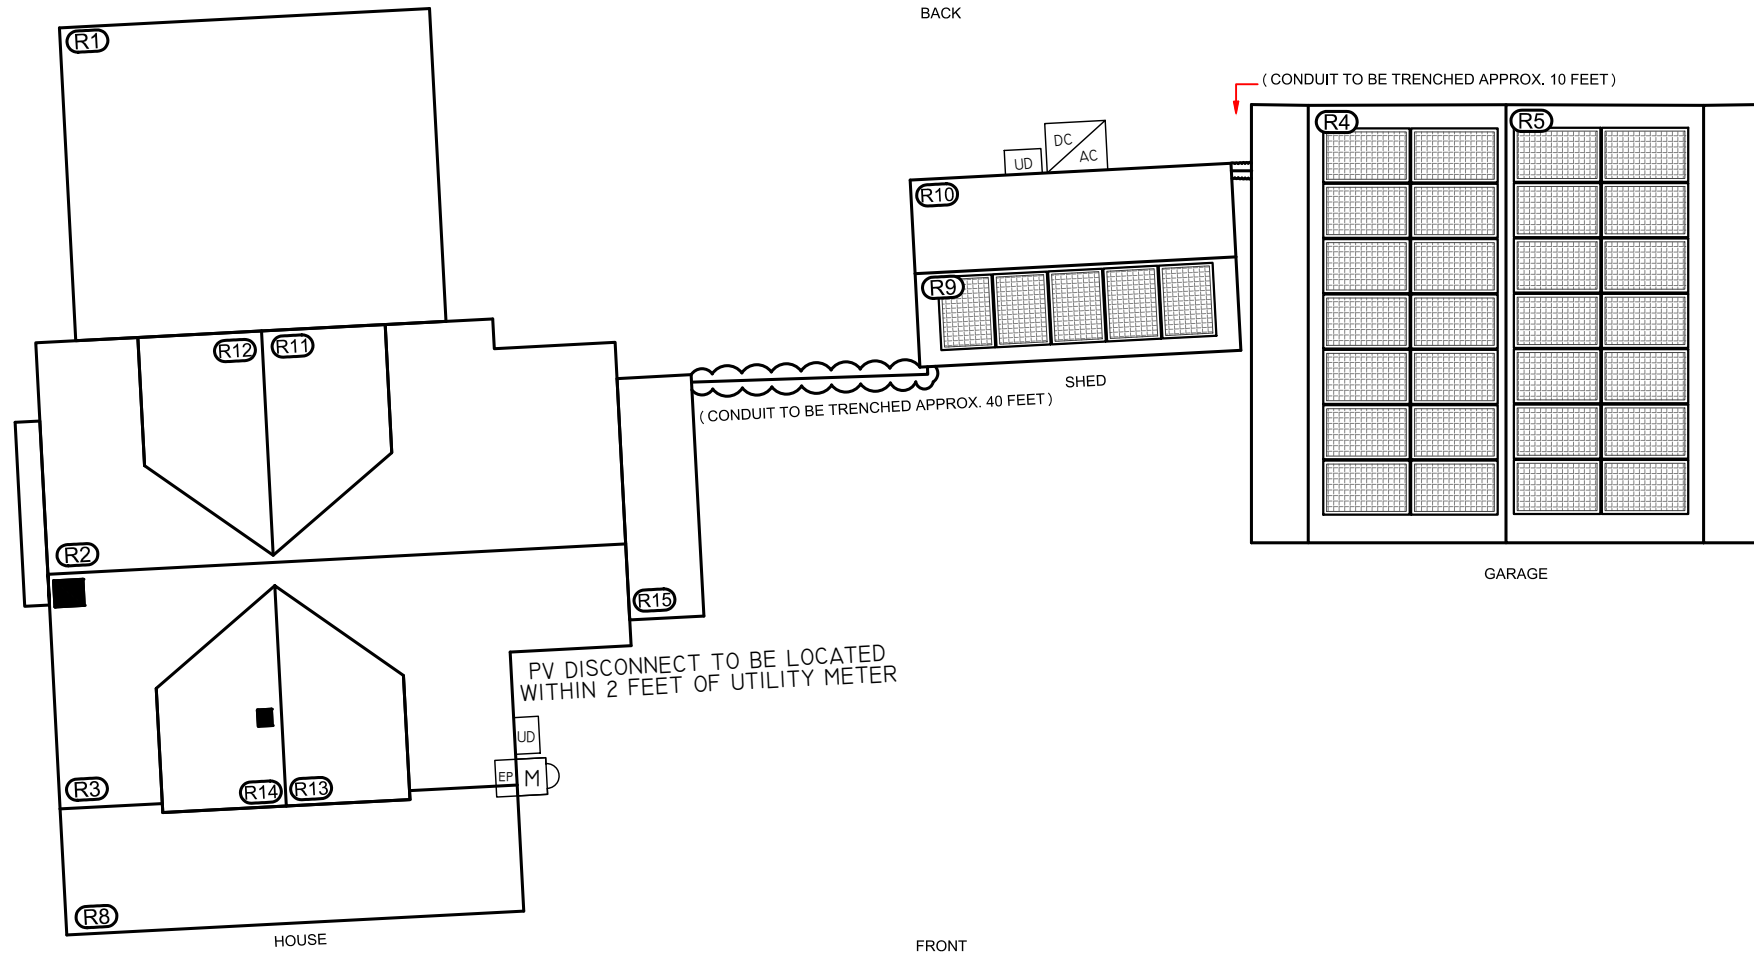 BACK
R1
( CONDUIT TO BE TRENCHED APPROX. 10 FEET )
R4
R5
DC
AC
UD
R10
R9
R12
R11
SHED
( CONDUIT TO BE TRENCHED APPROX. 40 FEET )
R2
GARAGE
R15
PV DISCONNECT TO BE LOCATED
WITHIN 2 FEET OF UTILITY METER
UD
EP
M
R3
R14
R13
R8
HOUSE
FRONT